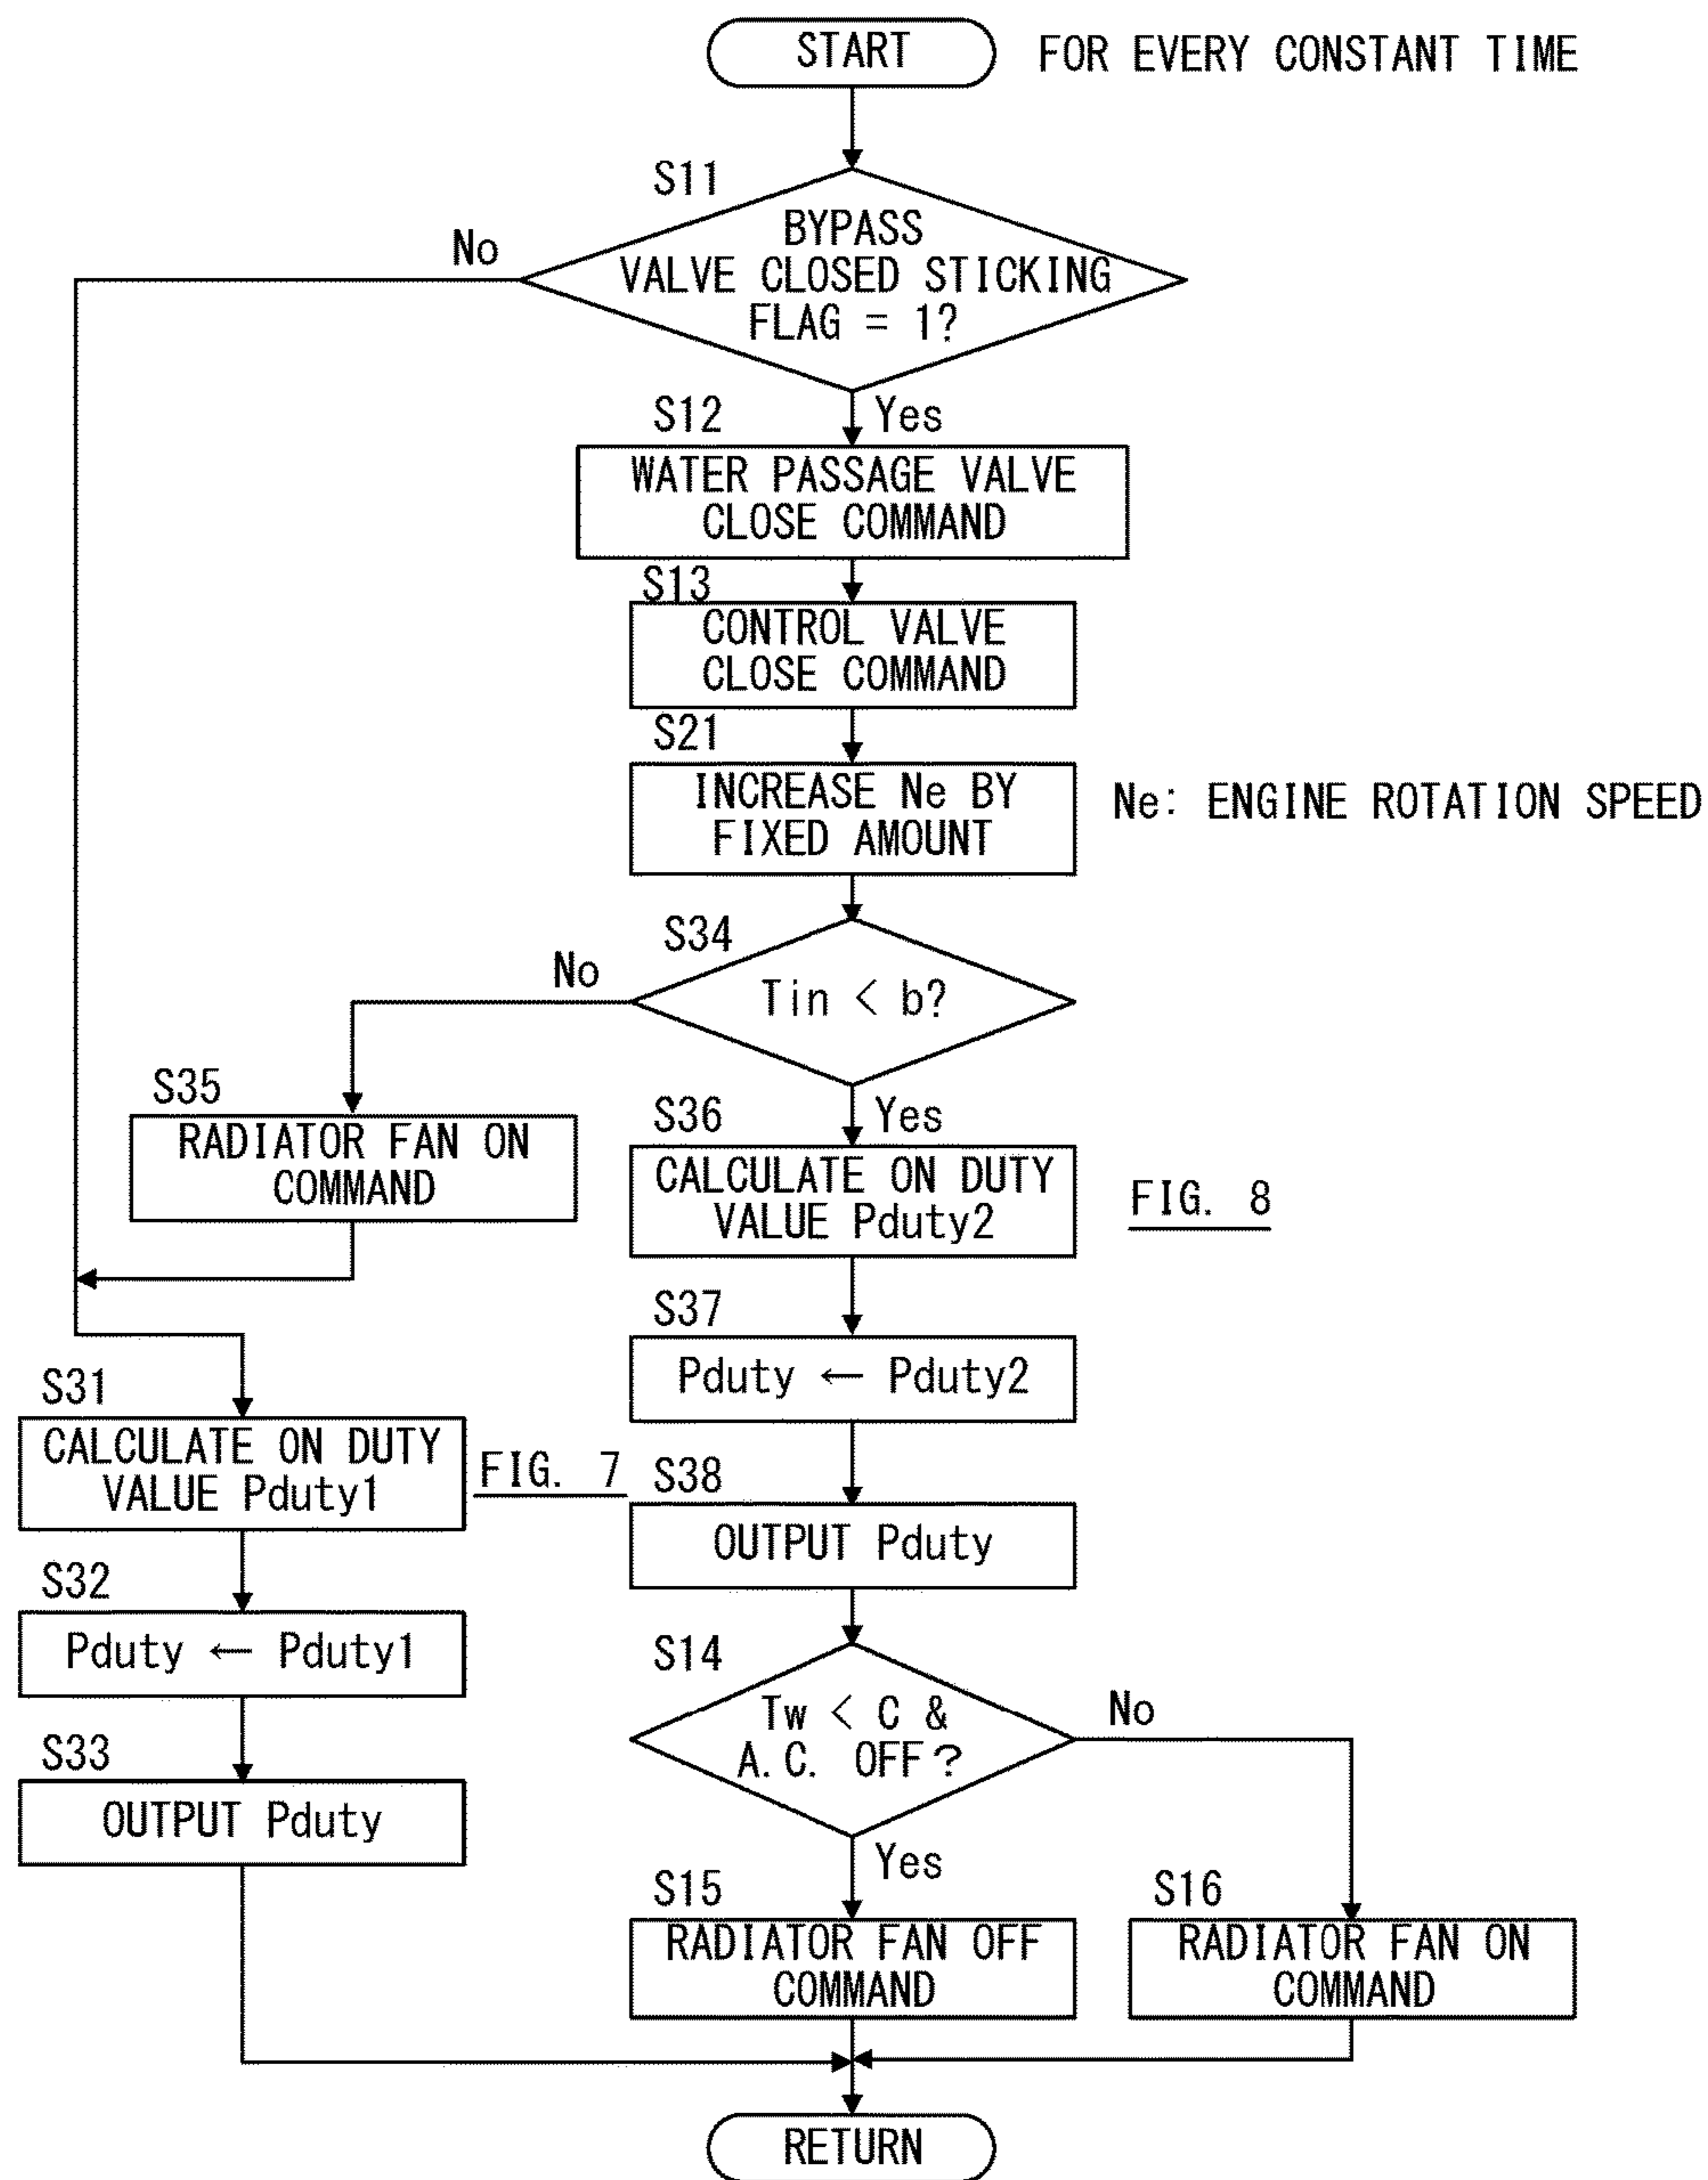 START
FOR EVERY CONSTANT TIME
S11
BYPASS
VALVE CLOSED STICKING
FLAG = 1?
No
Yes
S12
WATER PASSAGE VALVE
CLOSE COMMAND
S13
CONTROL VALVE
CLOSE COMMAND
S21
INCREASE Ne BY
FIXED AMOUNT
Ne: ENGINE ROTATION SPEED
S34
Tin < b?
No
Yes
S35
RADIATOR FAN ON
COMMAND
S36
CALCULATE ON DUTY
VALUE Pduty2
FIG. 8
S37
Pduty ← Pduty2
S31
CALCULATE ON DUTY
VALUE Pduty1
FIG. 7
S38
OUTPUT Pduty
S32
Pduty ← Pduty1
S33
OUTPUT Pduty
S14
Tw < C &
A.C. OFF?
No
Yes
S15
RADIATOR FAN OFF
COMMAND
S16
RADIATOR FAN ON
COMMAND
RETURN